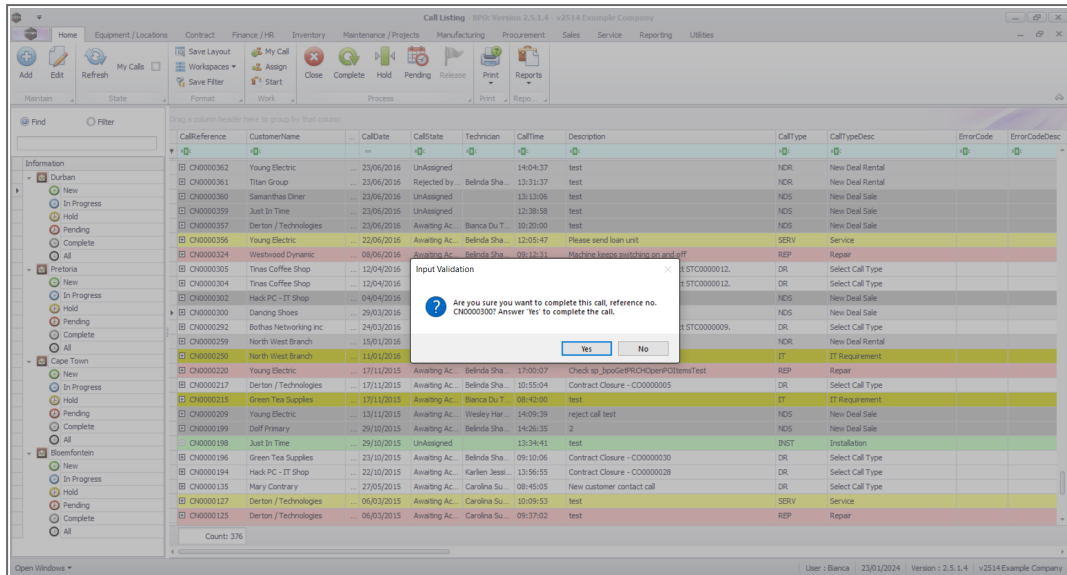 Call Listing - BPO: Version 2.5.1.4 - v2514 Example Company
Home Equipment / Locations Contract Finance / HR Inventory Maintenance / Projects Manufacturing Procurement Sales Service Reporting Utilities
Add Edit Refresh My Calls Save Layout Workspaces Save Filter My Call Assign Start Close Complete Hold Pending Release Print Reports
Maintain State Format Work Process Print Repo...
Find Filter
Drag a column header here to group by that column
CallReference CustomerName ... CallDate CallState Technician CallTime Description CallType CallTypeDesc ErrorCode ErrorCodeDesc
Information
Durban
New
In Progress
Hold
Pending
Complete
All
Pretoria
New
In Progress
Hold
Pending
Complete
All
Cape Town
New
In Progress
Hold
Pending
Complete
All
Bloemfontein
New
In Progress
Hold
Pending
Complete
All
CN0000362 Young Electric ... 23/06/2016 UnAssigned 14:04:37 test NDR New Deal Rental
CN0000361 Titan Group ... 23/06/2016 Rejected by... Belinda Sha... 13:31:37 test NDR New Deal Rental
CN0000360 Samanthas Diner ... 23/06/2016 UnAssigned 13:13:06 test NDS New Deal Sale
CN0000359 Just In Time ... 23/06/2016 UnAssigned 12:38:58 test NDS New Deal Sale
CN0000357 Derton / Technologies ... 23/06/2016 Awaiting Ac... Bianca Du T... 10:20:00 test NDS New Deal Sale
CN0000356 Young Electric ... 22/06/2016 Awaiting Ac... Belinda Sha... 12:05:47 Please send loan unit SERV Service
CN0000324 Westwood Dynamic ... 08/06/2016 Awaiting Ac... Belinda Sha... 09:12:31 Machine keeps switching on and off REP Repair
CN0000305 Tinas Coffee Shop ... 12/04/2016 ct STC0000012. DR Select Call Type
CN0000304 Tinas Coffee Shop ... 12/04/2016 ct STC0000012. DR Select Call Type
CN0000302 Hack PC - IT Shop ... 04/04/2016 NDS New Deal Sale
CN0000300 Dancing Shoes ... 29/03/2016 NDS New Deal Sale
CN0000292 Bothas Networking inc ... 24/03/2016 ct STC0000009. DR Select Call Type
CN0000259 North West Branch ... 15/01/2016 NDR New Deal Rental
CN0000250 North West Branch ... 11/01/2016 IT IT Requirement
CN0000220 Young Electric ... 17/11/2015 Awaiting Ac... Belinda Sha... 17:00:07 Check sp_bpoGetPRCHOpenPOItemsTest REP Repair
CN0000217 Derton / Technologies ... 17/11/2015 Awaiting Ac... Belinda Sha... 10:55:04 Contract Closure - CO0000005 DR Select Call Type
CN0000215 Green Tea Supplies ... 17/11/2015 Awaiting Ac... Bianca Du T... 08:42:00 test IT IT Requirement
CN0000209 Young Electric ... 13/11/2015 Awaiting Ac... Wesley Har... 14:09:39 reject call test NDS New Deal Sale
CN0000199 Dolf Primary ... 29/10/2015 Awaiting Ac... Belinda Sha... 14:26:35 2 NDS New Deal Sale
CN0000198 Just In Time ... 29/10/2015 UnAssigned 13:34:41 test INST Installation
CN0000196 Green Tea Supplies ... 23/10/2015 Awaiting Ac... Belinda Sha... 09:10:06 Contract Closure - CO0000030 DR Select Call Type
CN0000194 Hack PC - IT Shop ... 22/10/2015 Awaiting Ac... Karlien Jessi... 13:56:55 Contract Closure - CO0000028 DR Select Call Type
CN0000135 Mary Contrary ... 27/05/2015 Awaiting Ac... Carolina Su... 08:45:05 New customer contact call DR Select Call Type
CN0000127 Derton / Technologies ... 06/03/2015 Awaiting Ac... Carolina Su... 10:09:53 test SERV Service
CN0000125 Derton / Technologies ... 06/03/2015 Awaiting Ac... Carolina Su... 09:37:02 test REP Repair
Count: 376
Input Validation
Are you sure you want to complete this call, reference no.
CN0000300? Answer 'Yes' to complete the call.
Yes No
Open Windows User : Bianca 23/01/2024 Version : 2.5.1.4 v2514 Example Company